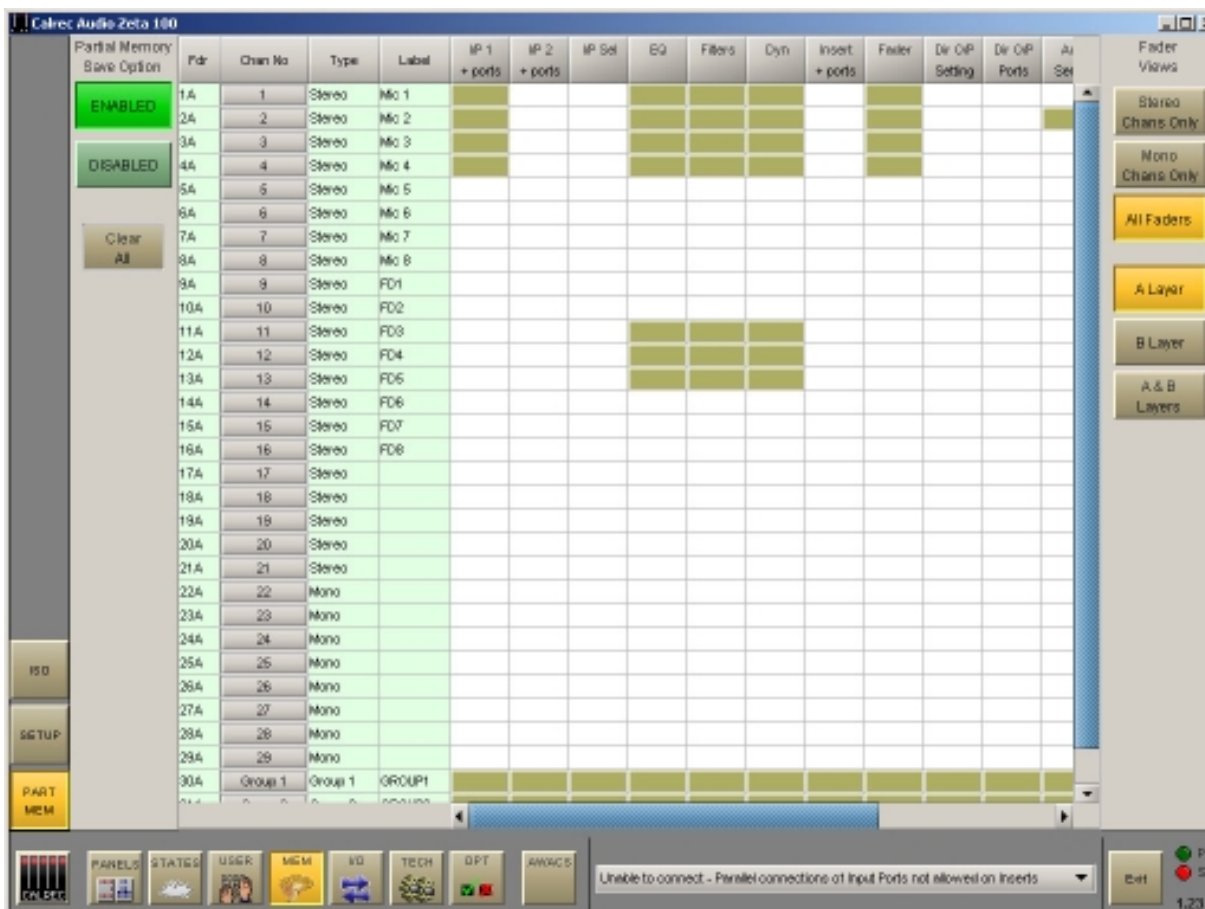 Calrec Audio Zeta 100
Partial Memory
Save Option
ENABLED
DISABLED
Clear
All
ISO
SETUP
PART
MEM
Fdr Chan No Type Label I/P 1 + ports I/P 2 + ports I/P Sel EQ Filters Dyn Insert + ports Fader Dir O/P Setting Dir O/P Ports
1A 1 Stereo Mic 1
2A 2 Stereo Mic 2
3A 3 Stereo Mic 3
4A 4 Stereo Mic 4
5A 5 Stereo Mic 5
6A 6 Stereo Mic 6
7A 7 Stereo Mic 7
8A 8 Stereo Mic 8
9A 9 Stereo FD1
10A 10 Stereo FD2
11A 11 Stereo FD3
12A 12 Stereo FD4
13A 13 Stereo FD5
14A 14 Stereo FD6
15A 15 Stereo FD7
16A 16 Stereo FD8
17A 17 Stereo
18A 18 Stereo
19A 19 Stereo
20A 20 Stereo
21A 21 Stereo
22A 22 Mono
23A 23 Mono
24A 24 Mono
25A 25 Mono
26A 26 Mono
27A 27 Mono
28A 28 Mono
29A 29 Mono
30A Group 1 Group 1 GROUP1
Fader
Views
Stereo
Chans Only
Mono
Chans Only
All Faders
A Layer
B Layer
A & B
Layers
CALREC PANELS STATES USER MEM I/O TECH OPT AWACS
Unable to connect - Parallel connections of Input Ports not allowed on Inserts
Exit
P
S
1.23